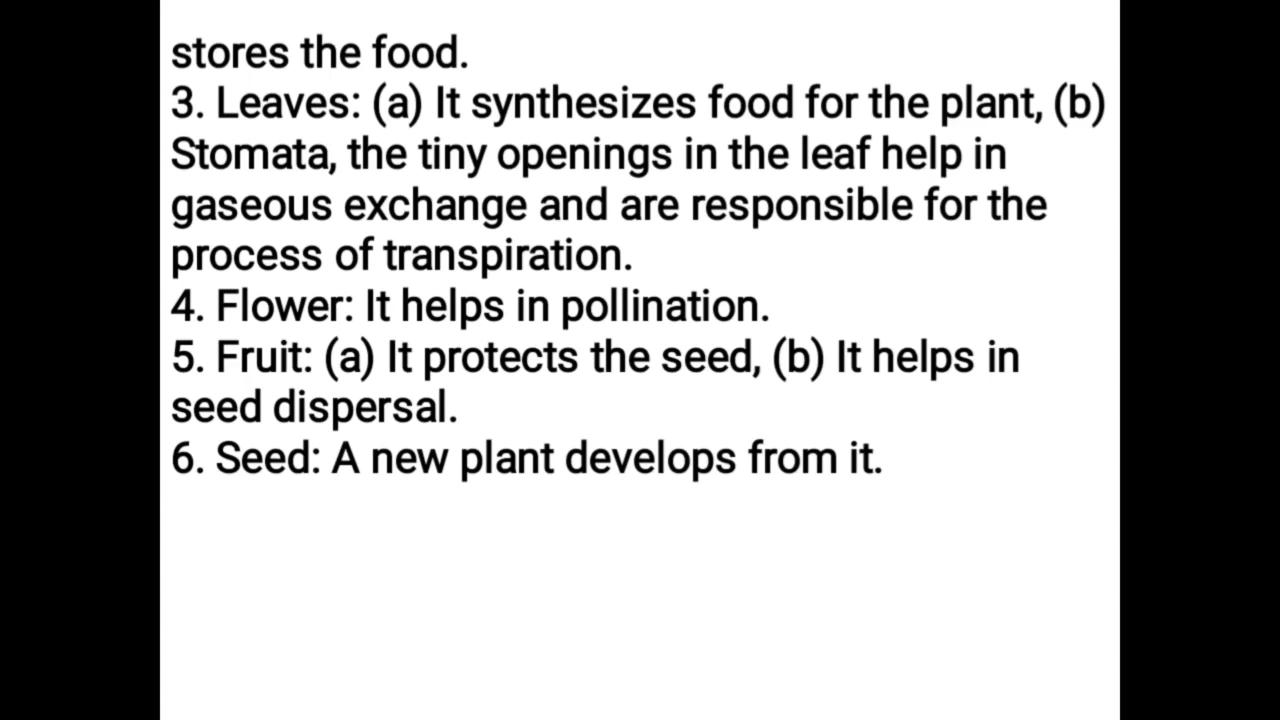 stores the food.
3. Leaves: (a) It synthesizes food for the plant, (b)
Stomata, the tiny openings in the leaf help in
gaseous exchange and are responsible for the
process of transpiration.
4. Flower: It helps in pollination.
5. Fruit: (a) It protects the seed, (b) It helps in
seed dispersal.
6. Seed: A new plant develops from it.